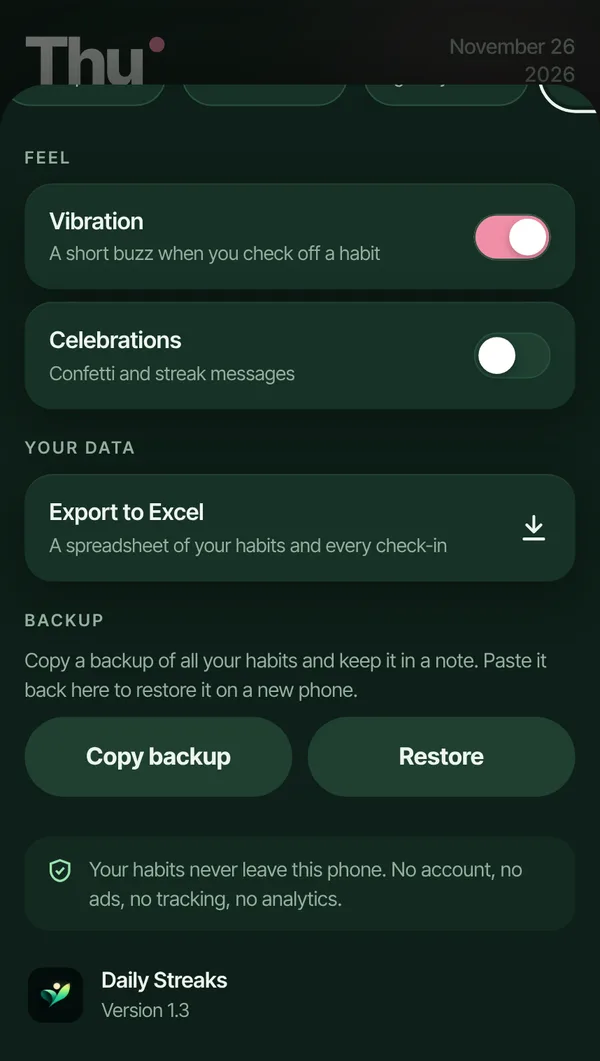 Thu
November 26
2026
FEEL
Vibration
A short buzz when you check off a habit
Celebrations
Confetti and streak messages
YOUR DATA
Export to Excel
A spreadsheet of your habits and every check-in
BACKUP
Copy a backup of all your habits and keep it in a note. Paste it
back here to restore it on a new phone.
Copy backup
Restore
Your habits never leave this phone. No account, no
ads, no tracking, no analytics.
Daily Streaks
Version 1.3